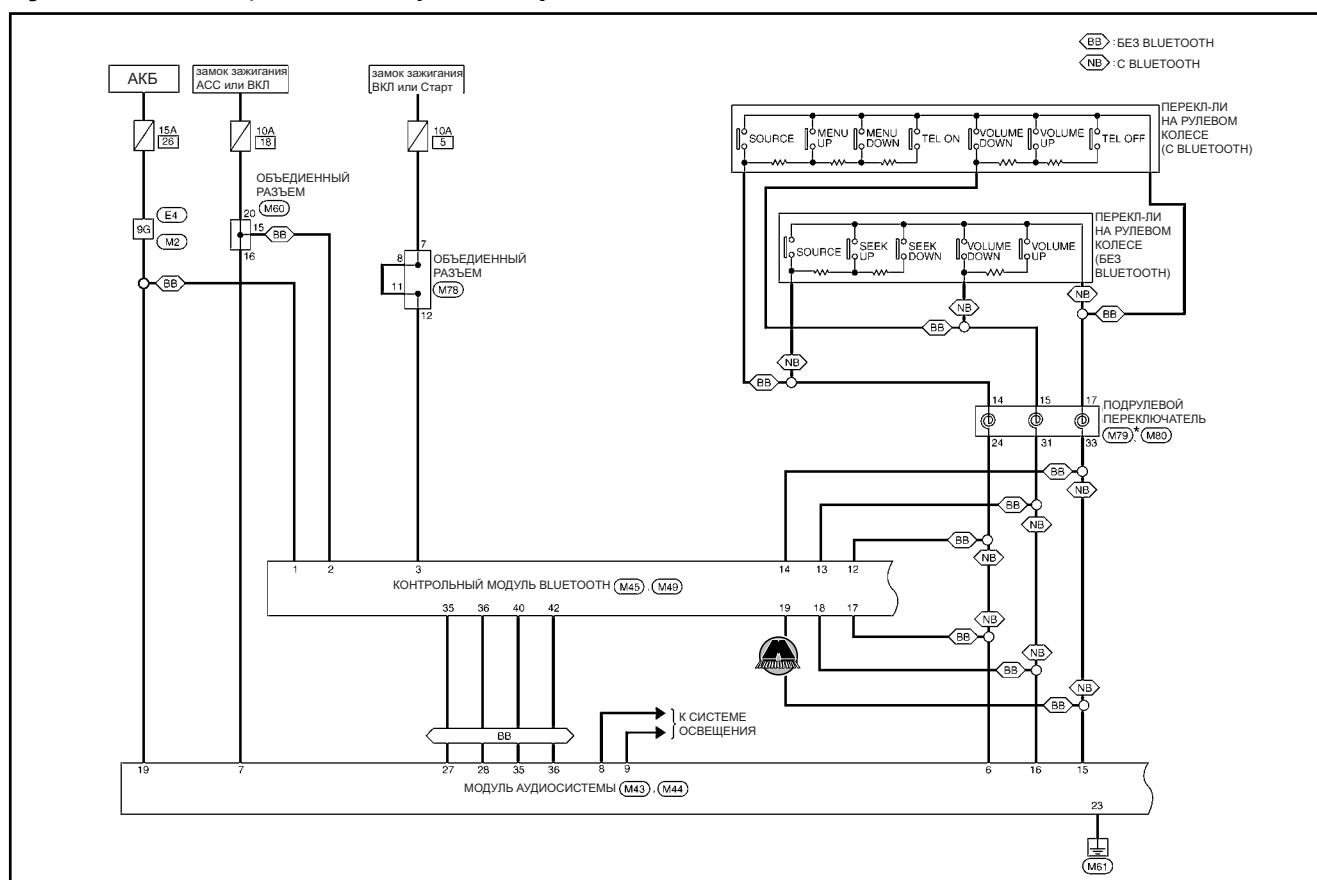 BB : БЕЗ BLUETOOTH
NB : С BLUETOOTH
АКБ
замок зажигания
АСС или ВКЛ
замок зажигания
ВКЛ или Старт
15A
26
10A
18
10A
5
ПЕРЕКЛ-ЛИ
НА РУЛЕВОМ
КОЛЕСЕ
(С BLUETOOTH)
SOURCE
MENU
UP
MENU
DOWN
TEL ON
VOLUME
DOWN
VOLUME
UP
TEL OFF
ОБЪЕДИЕННЫЙ
РАЗЪЕМ
M60
20
15
BB
16
9G
E4
M2
BB
7
8
11
12
ОБЪЕДИЕННЫЙ
РАЗЪЕМ
M78
ПЕРЕКЛ-ЛИ
НА РУЛЕВОМ
КОЛЕСЕ
(БЕЗ
BLUETOOTH)
SOURCE
SEEK
UP
SEEK
DOWN
VOLUME
DOWN
VOLUME
UP
NB
BB
NB
BB
NB
BB
14
15
17
ПОДРУЛЕВОЙ
ПЕРЕКЛЮЧАТЕЛЬ
M79 *, M80
24
31
33
BB
NB
BB
NB
BB
NB
1
2
3
14
13
12
КОНТРОЛЬНЫЙ МОДУЛЬ BLUETOOTH M45 , M49
35
36
40
42
19
18
17
NB
BB
NB
BB
NB
BB
К СИСТЕМЕ
ОСВЕЩЕНИЯ
BB
19
7
27
28
35
36
8
9
6
16
15
МОДУЛЬ АУДИОСИСТЕМЫ M43 , M44
23
M61